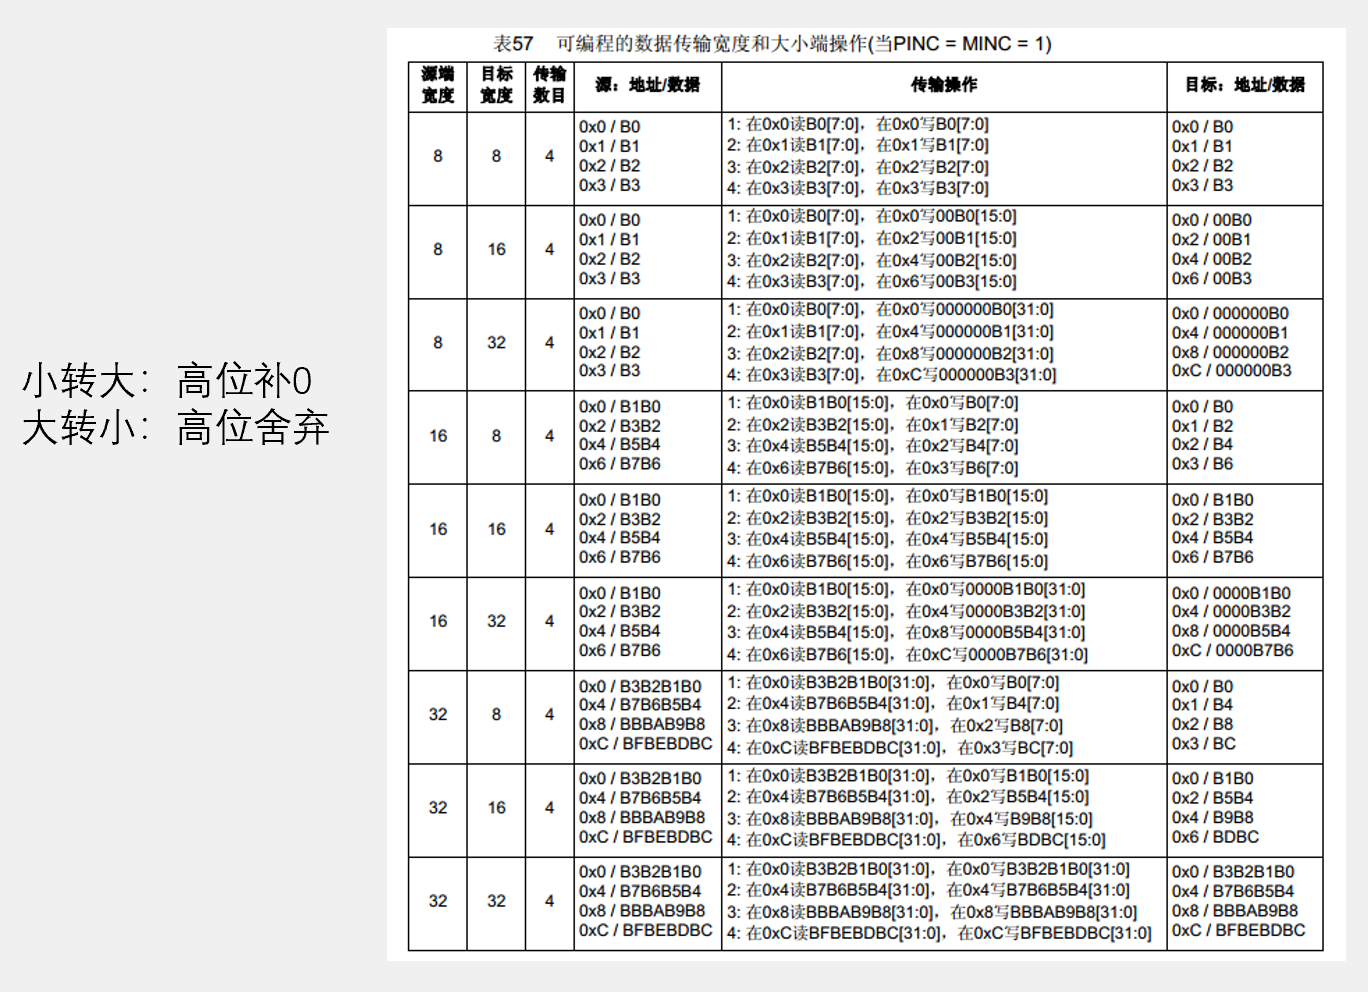 小转大：高位补0
大转小：高位舍弃
表57 可编程的数据传输宽度和大小端操作(当PINC = MINC = 1)
源端宽度 目标宽度 传输数目 源：地址/数据 传输操作 目标：地址/数据
8 8 4
0x0 / B0 1: 在0x0读B0[7:0]，在0x0写B0[7:0] 0x0 / B0
0x1 / B1 2: 在0x1读B1[7:0]，在0x1写B1[7:0] 0x1 / B1
0x2 / B2 3: 在0x2读B2[7:0]，在0x2写B2[7:0] 0x2 / B2
0x3 / B3 4: 在0x3读B3[7:0]，在0x3写B3[7:0] 0x3 / B3
8 16 4
0x0 / B0 1: 在0x0读B0[7:0]，在0x0写00B0[15:0] 0x0 / 00B0
0x1 / B1 2: 在0x1读B1[7:0]，在0x2写00B1[15:0] 0x2 / 00B1
0x2 / B2 3: 在0x2读B2[7:0]，在0x4写00B2[15:0] 0x4 / 00B2
0x3 / B3 4: 在0x3读B3[7:0]，在0x6写00B3[15:0] 0x6 / 00B3
8 32 4
0x0 / B0 1: 在0x0读B0[7:0]，在0x0写000000B0[31:0] 0x0 / 000000B0
0x1 / B1 2: 在0x1读B1[7:0]，在0x4写000000B1[31:0] 0x4 / 000000B1
0x2 / B2 3: 在0x2读B2[7:0]，在0x8写000000B2[31:0] 0x8 / 000000B2
0x3 / B3 4: 在0x3读B3[7:0]，在0xC写000000B3[31:0] 0xC / 000000B3
16 8 4
0x0 / B1B0 1: 在0x0读B1B0[15:0]，在0x0写B0[7:0] 0x0 / B0
0x2 / B3B2 2: 在0x2读B3B2[15:0]，在0x1写B2[7:0] 0x1 / B2
0x4 / B5B4 3: 在0x4读B5B4[15:0]，在0x2写B4[7:0] 0x2 / B4
0x6 / B7B6 4: 在0x6读B7B6[15:0]，在0x3写B6[7:0] 0x3 / B6
16 16 4
0x0 / B1B0 1: 在0x0读B1B0[15:0]，在0x0写B1B0[15:0] 0x0 / B1B0
0x2 / B3B2 2: 在0x2读B3B2[15:0]，在0x2写B3B2[15:0] 0x2 / B3B2
0x4 / B5B4 3: 在0x4读B5B4[15:0]，在0x4写B5B4[15:0] 0x4 / B5B4
0x6 / B7B6 4: 在0x6读B7B6[15:0]，在0x6写B7B6[15:0] 0x6 / B7B6
16 32 4
0x0 / B1B0 1: 在0x0读B1B0[15:0]，在0x0写0000B1B0[31:0] 0x0 / 0000B1B0
0x2 / B3B2 2: 在0x2读B3B2[15:0]，在0x4写0000B3B2[31:0] 0x4 / 0000B3B2
0x4 / B5B4 3: 在0x4读B5B4[15:0]，在0x8写0000B5B4[31:0] 0x8 / 0000B5B4
0x6 / B7B6 4: 在0x6读B7B6[15:0]，在0xC写0000B7B6[31:0] 0xC / 0000B7B6
32 8 4
0x0 / B3B2B1B0 1: 在0x0读B3B2B1B0[31:0]，在0x0写B0[7:0] 0x0 / B0
0x4 / B7B6B5B4 2: 在0x4读B7B6B5B4[31:0]，在0x1写B4[7:0] 0x1 / B4
0x8 / BBBAB9B8 3: 在0x8读BBBAB9B8[31:0]，在0x2写B8[7:0] 0x2 / B8
0xC / BFBEBDBC 4: 在0xC读BFBEBDBC[31:0]，在0x3写BC[7:0] 0x3 / BC
32 16 4
0x0 / B3B2B1B0 1: 在0x0读B3B2B1B0[31:0]，在0x0写B1B0[15:0] 0x0 / B1B0
0x4 / B7B6B5B4 2: 在0x4读B7B6B5B4[31:0]，在0x2写B5B4[15:0] 0x2 / B5B4
0x8 / BBBAB9B8 3: 在0x8读BBBAB9B8[31:0]，在0x4写B9B8[15:0] 0x4 / B9B8
0xC / BFBEBDBC 4: 在0xC读BFBEBDBC[31:0]，在0x6写BDBC[15:0] 0x6 / BDBC
32 32 4
0x0 / B3B2B1B0 1: 在0x0读B3B2B1B0[31:0]，在0x0写B3B2B1B0[31:0] 0x0 / B3B2B1B0
0x4 / B7B6B5B4 2: 在0x4读B7B6B5B4[31:0]，在0x4写B7B6B5B4[31:0] 0x4 / B7B6B5B4
0x8 / BBBAB9B8 3: 在0x8读BBBAB9B8[31:0]，在0x8写BBBAB9B8[31:0] 0x8 / BBBAB9B8
0xC / BFBEBDBC 4: 在0xC读BFBEBDBC[31:0]，在0xC写BFBEBDBC[31:0] 0xC / BFBEBDBC